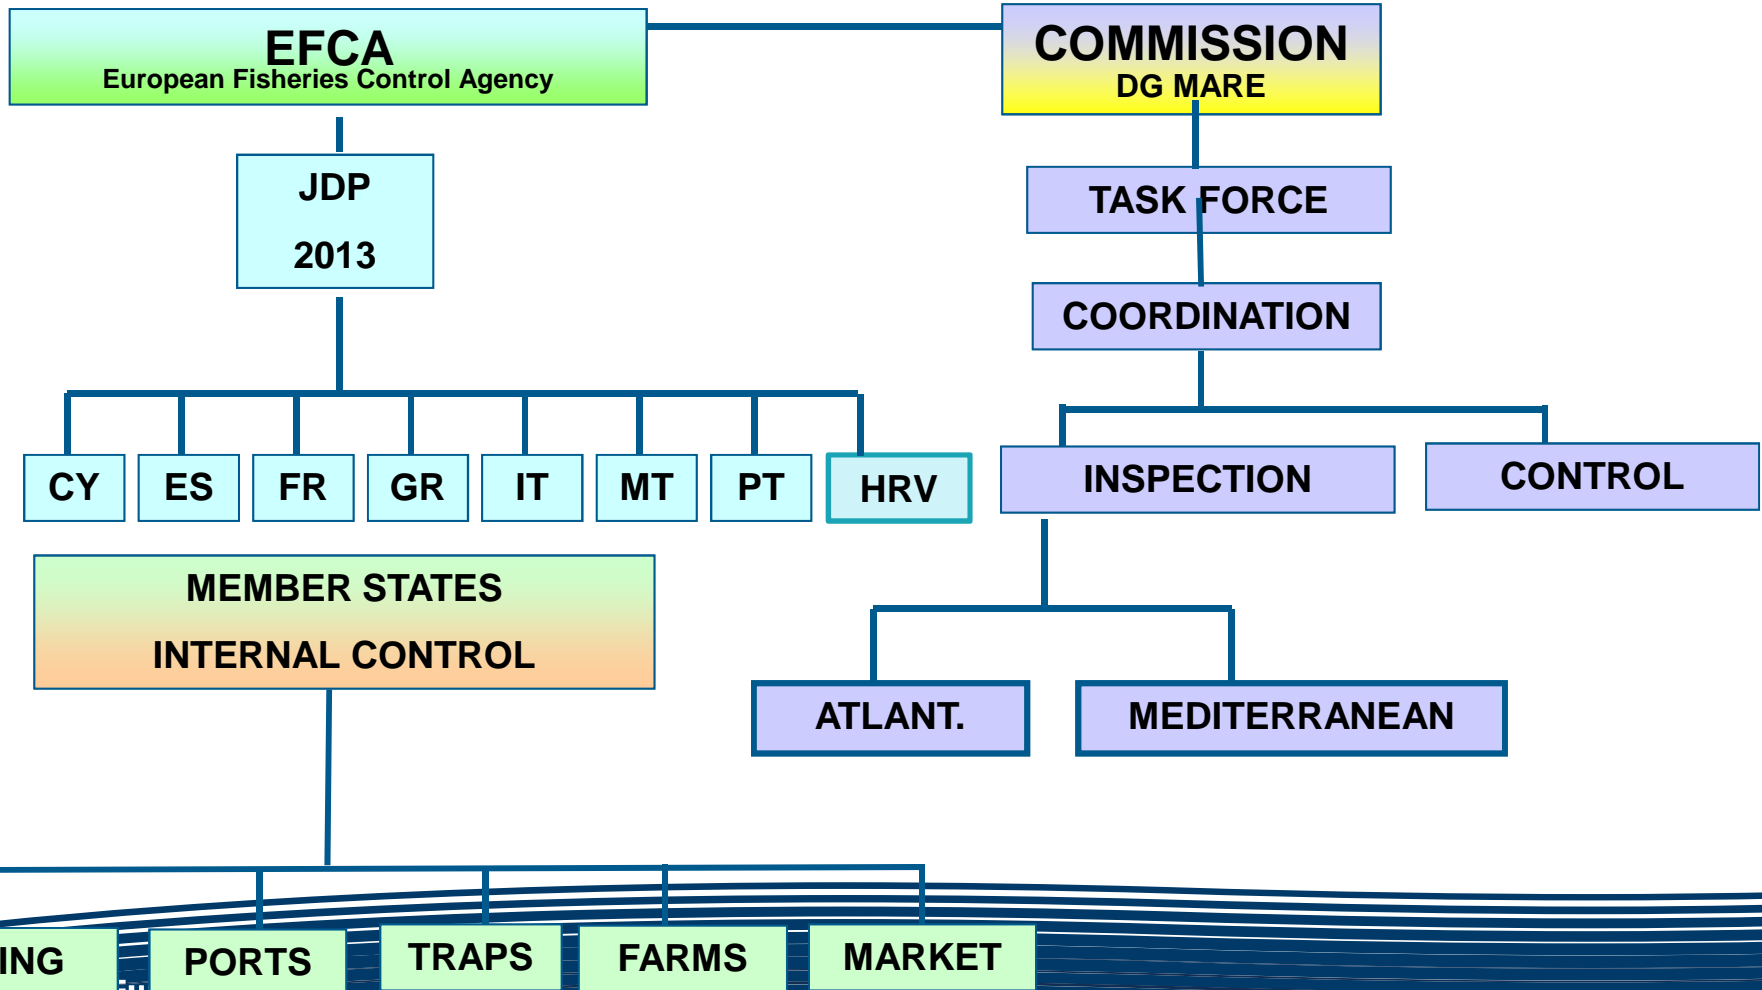 EFCA
European Fisheries Control Agency
COMMISSION
DG MARE
JDP
2013
TASK FORCE
COORDINATION
CY
ES
FR
GR
IT
MT
PT
HRV
INSPECTION
CONTROL
MEMBER STATES
INTERNAL CONTROL
ATLANT.
MEDITERRANEAN
ING
PORTS
TRAPS
FARMS
MARKET